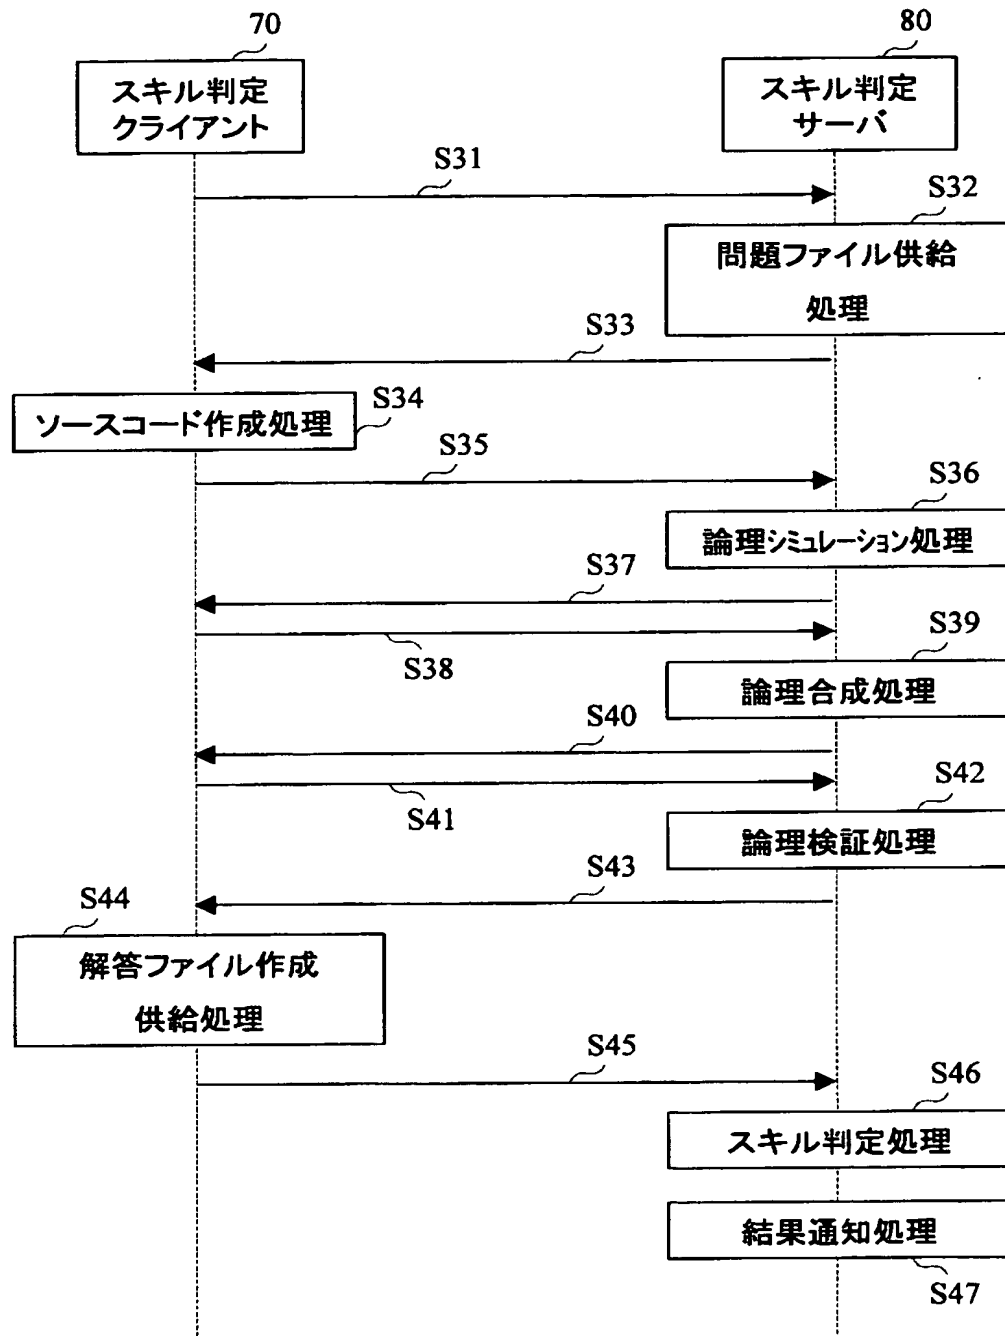 70
80
スキル判定
クライアント
スキル判定
サーバ
S31
S32
問題ファイル供給
処理
S33
ソースコード作成処理
S34
S35
S36
論理シミュレーション処理
S37
S38
S39
論理合成処理
S40
S41
S42
論理検証処理
S43
S44
解答ファイル作成
供給処理
S45
S46
スキル判定処理
結果通知処理
S47